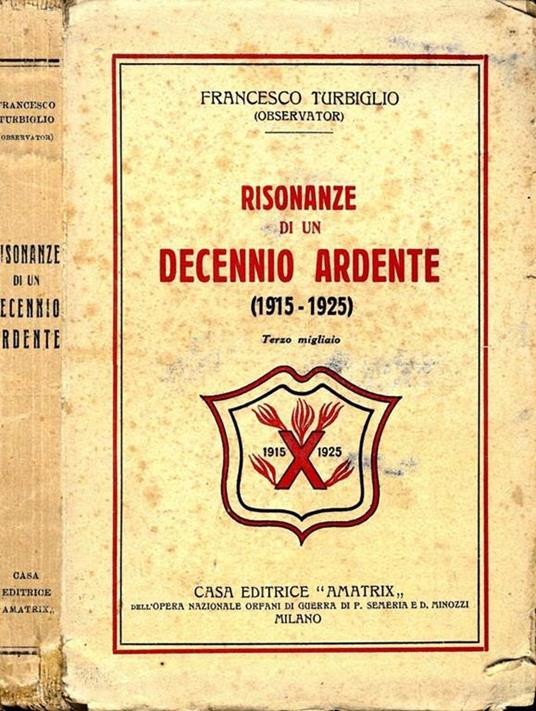 FRANCESCO
TURBIGLIO
(OBSERVATOR)
RISONANZE
DI UN
DECENNIO
ARDENTE
CASA
EDITRICE
"AMATRIX„
FRANCESCO TURBIGLIO
(OBSERVATOR)
RISONANZE
DI UN
DECENNIO ARDENTE
(1915-1925)
Terzo migliaio
1915 X 1925
CASA EDITRICE "AMATRIX„
DELL'OPERA NAZIONALE ORFANI DI GUERRA DI P. SEMERIA E D. MINOZZI
MILANO